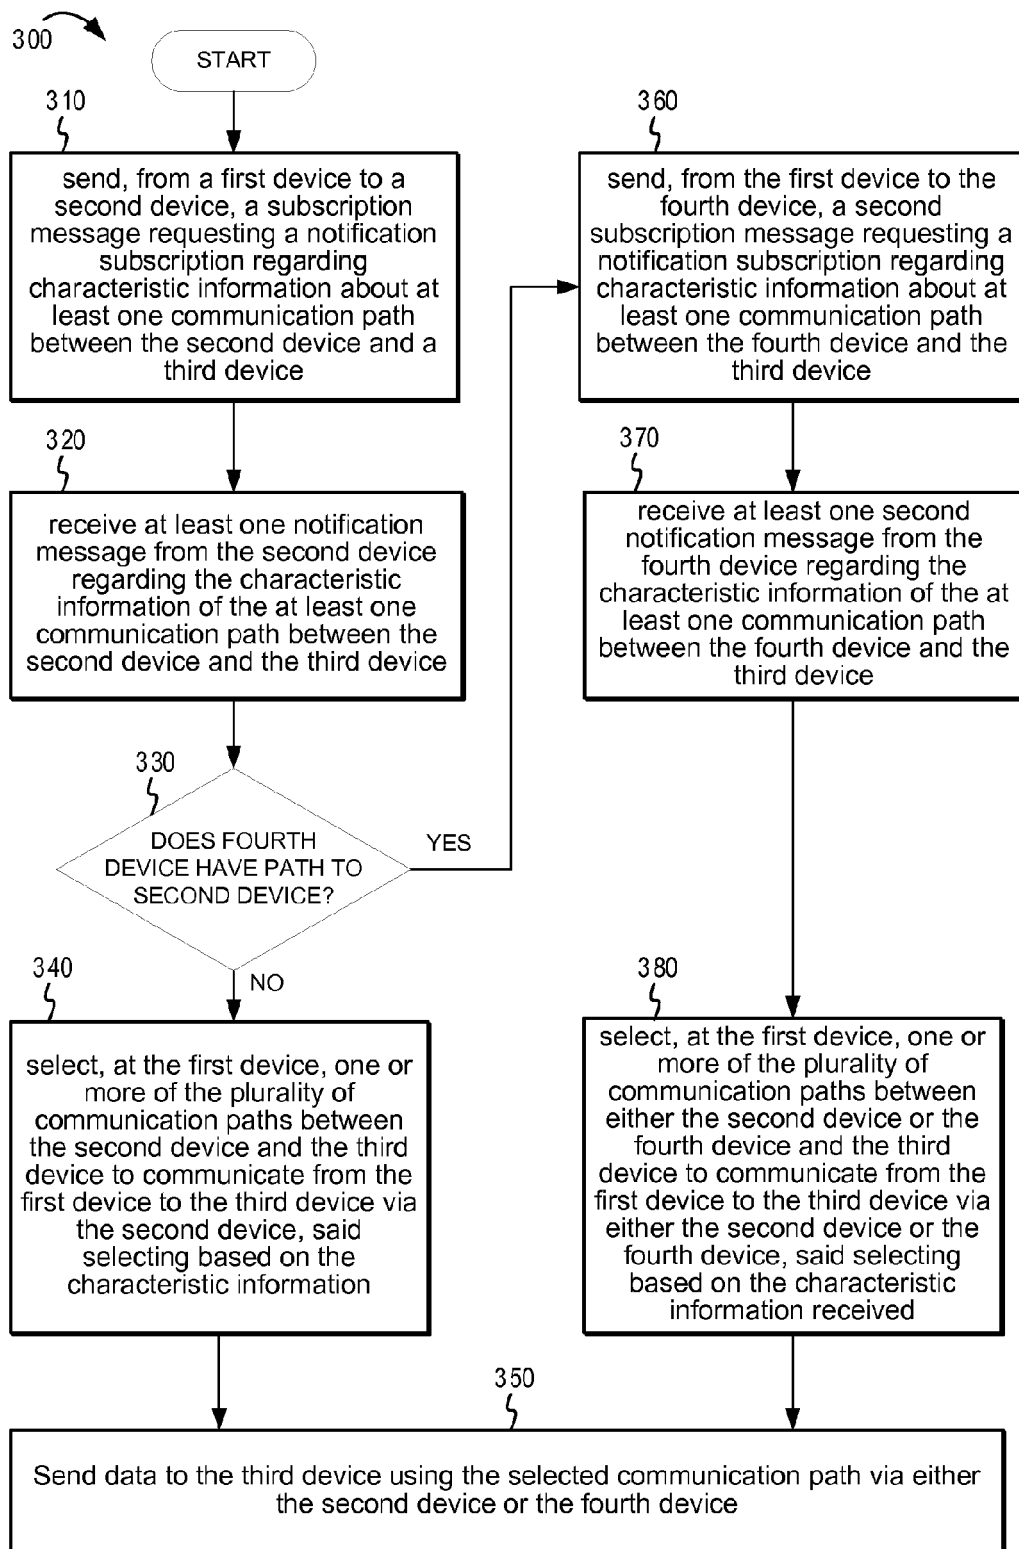 300
START
310
send, from a first device to a
second device, a subscription
message requesting a notification
subscription regarding
characteristic information about at
least one communication path
between the second device and a
third device
320
receive at least one notification
message from the second device
regarding the characteristic
information of the at least one
communication path between the
second device and the third device
330
DOES FOURTH
DEVICE HAVE PATH TO
SECOND DEVICE?
YES
NO
340
select, at the first device, one or
more of the plurality of
communication paths between
the second device and the third
device to communicate from the
first device to the third device via
the second device, said
selecting based on the
characteristic information
360
send, from the first device to the
fourth device, a second
subscription message requesting a
notification subscription regarding
characteristic information about at
least one communication path
between the fourth device and the
third device
370
receive at least one second
notification message from the
fourth device regarding the
characteristic information of the at
least one communication path
between the fourth device and the
third device
380
select, at the first device, one or
more of the plurality of
communication paths between
either the second device or the
fourth device and the third
device to communicate from the
first device to the third device via
either the second device or the
fourth device, said selecting
based on the characteristic
information received
350
Send data to the third device using the selected communication path via either
the second device or the fourth device